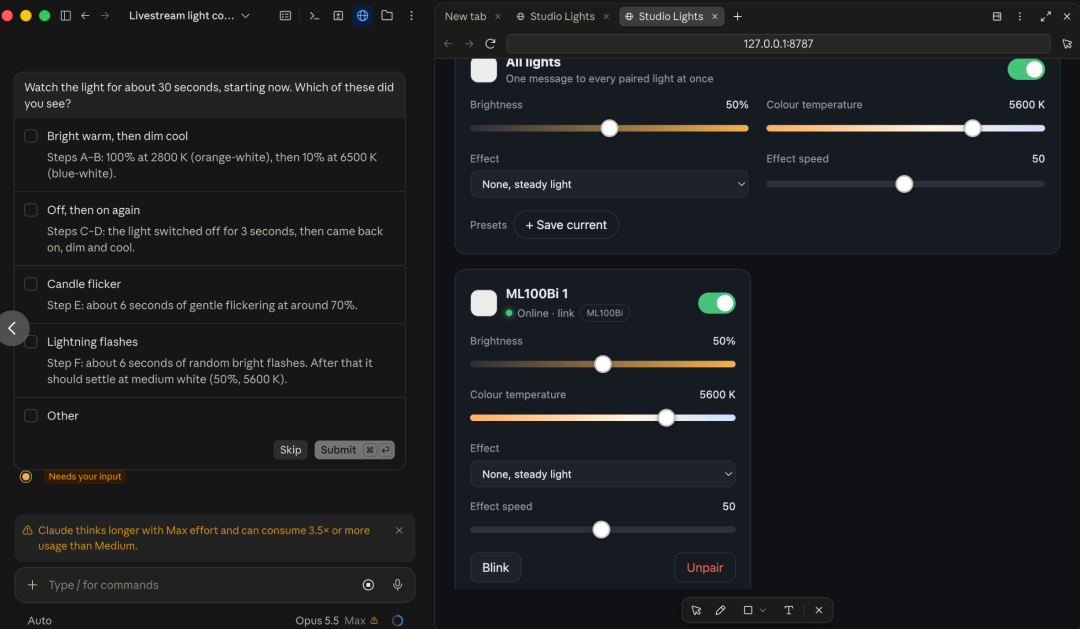 Livestream light co...
Watch the light for about 30 seconds, starting now. Which of these did
you see?
Bright warm, then dim cool
Steps A–B: 100% at 2800 K (orange-white), then 10% at 6500 K
(blue-white).
Off, then on again
Steps C–D: the light switched off for 3 seconds, then came back
on, dim and cool.
Candle flicker
Step E: about 6 seconds of gentle flickering at around 70%.
Lightning flashes
Step F: about 6 seconds of random bright flashes. After that it
should settle at medium white (50%, 5600 K).
Other
Skip
Submit ⌘ ↵
Needs your input
Claude thinks longer with Max effort and can consume 3.5× or more
usage than Medium.
Type / for commands
Auto
Opus 5.5 Max
New tab
Studio Lights
Studio Lights
127.0.0.1:8787
All lights
One message to every paired light at once
Brightness 50%
Colour temperature 5600 K
Effect
None, steady light
Effect speed 50
Presets
+ Save current
ML100Bi 1
Online · link ML100Bi
Brightness 50%
Colour temperature 5600 K
Effect
None, steady light
Effect speed 50
Blink
Unpair
T